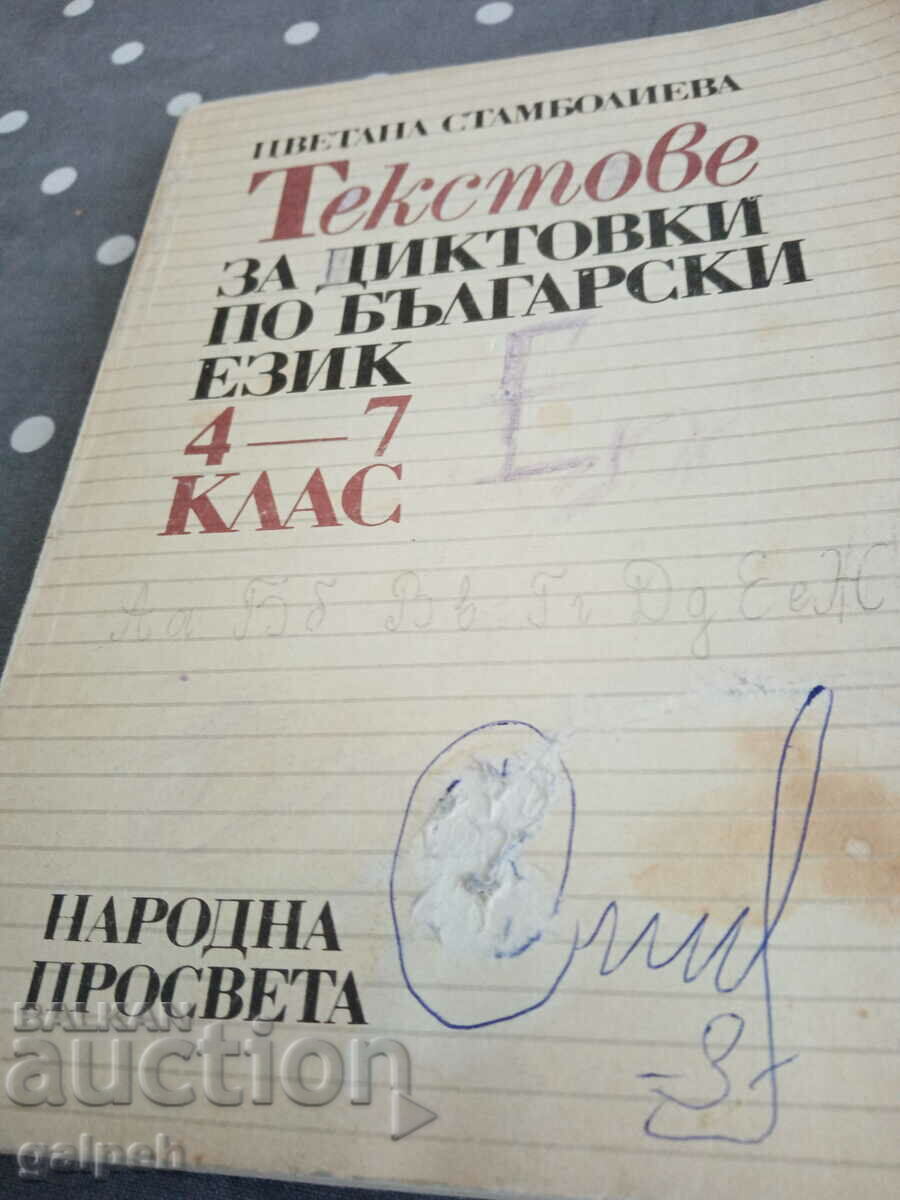 ЦВЕТАНА СТАМБОЛИЕВА
Текстове
ЗА ДИКТОВКИ
ПО БЪЛГАРСКИ
ЕЗИК
4—7
КЛАС
Е
Аа Бб Вв Гг Дд Ее Ж
НАРОДНА
ПРОСВЕТА
BALKAN
auction
galpeh